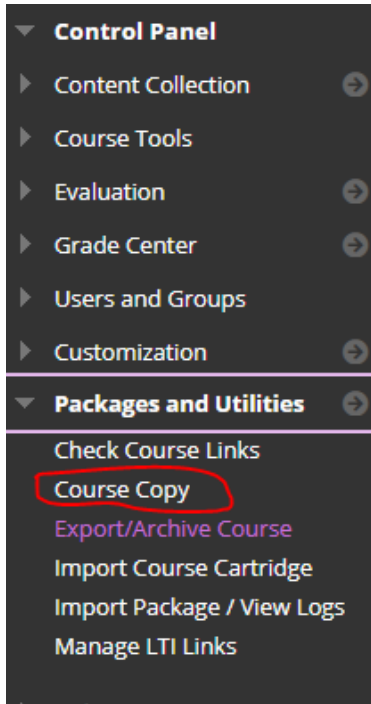 Control Panel
Content Collection
Course Tools
Evaluation
Grade Center
Users and Groups
Customization
Packages and Utilities
Check Course Links
Course Copy
Export/Archive Course
Import Course Cartridge
Import Package / View Logs
Manage LTI Links